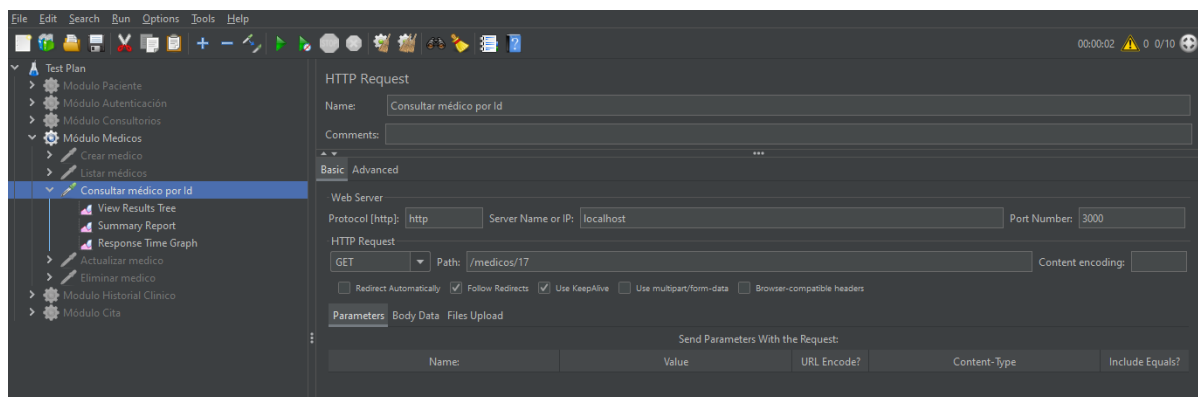 File Edit Search Run Options Tools Help
00:00:02 0 0/10
Test Plan
Modulo Paciente
Módulo Autenticación
Módulo Consultorios
Módulo Medicos
Crear medico
Listar médicos
Consultar médico por Id
View Results Tree
Summary Report
Response Time Graph
Actualizar medico
Eliminar medico
Modulo Historial Clinico
Módulo Cita
HTTP Request
Name: Consultar médico por Id
Comments:
Basic Advanced
Web Server
Protocol [http]: http Server Name or IP: localhost Port Number: 3000
HTTP Request
GET Path: /medicos/17 Content encoding:
Redirect Automatically Follow Redirects Use KeepAlive Use multipart/form-data Browser-compatible headers
Parameters Body Data Files Upload
Send Parameters With the Request:
Name: Value URL Encode? Content-Type Include Equals?